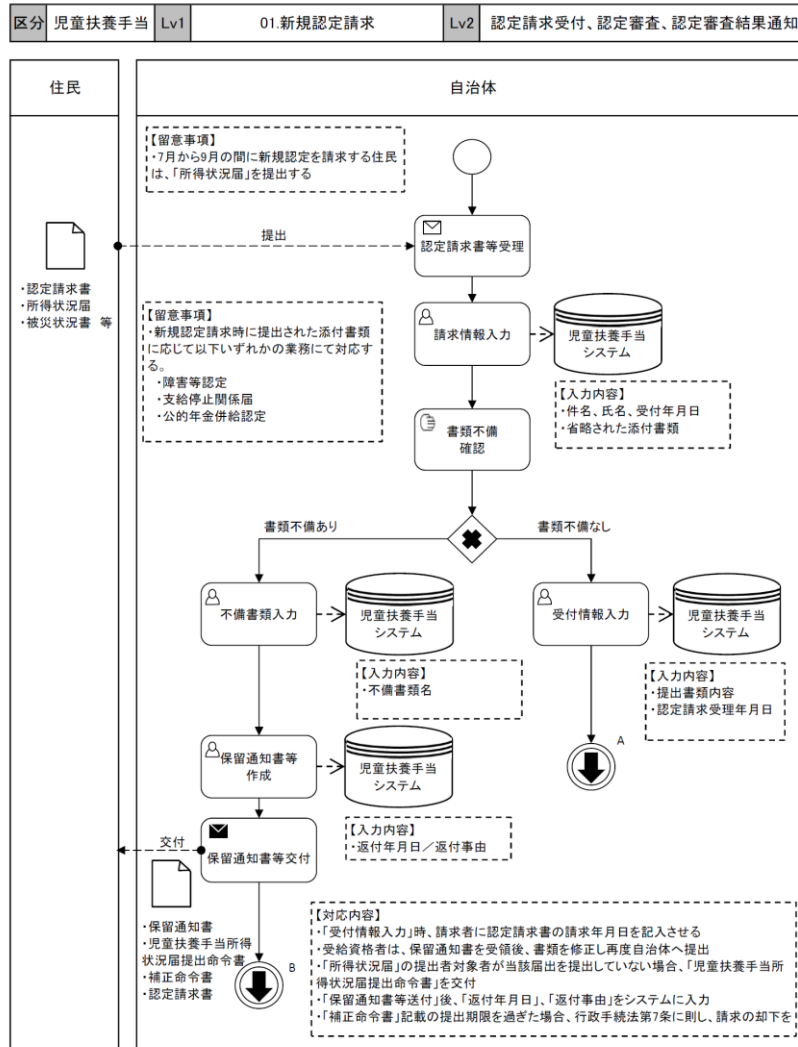 区分 児童扶養手当 Lv1 01.新規認定請求 Lv2 認定請求受付、認定審査、認定審査結果通知
住民
自治体
【留意事項】
・7月から9月の間に新規認定を請求する住民
は、「所得状況届」を提出する
提出
認定請求書等受理
・認定請求書
・所得状況届
・被災状況書 等
【留意事項】
・新規認定請求時に提出された添付書類
に応じて以下いずれかの業務にて対応す
る。
・障害等認定
・支給停止関係届
・公的年金併給認定
請求情報入力
児童扶養手当
システム
【入力内容】
・件名、氏名、受付年月日
・省略された添付書類
書類不備
確認
書類不備あり
書類不備なし
不備書類入力
児童扶養手当
システム
受付情報入力
児童扶養手当
システム
【入力内容】
・不備書類名
【入力内容】
・提出書類内容
・認定請求受理年月日
A
保留通知書等
作成
児童扶養手当
システム
【入力内容】
・返付年月日／返付事由
交付
保留通知書等交付
・保留通知書
・児童扶養手当所得
状況届提出命令書
・補正命令書
・認定請求書
B
【対応内容】
・「受付情報入力」時、請求者に認定請求書の請求年月日を記入させる
・受給資格者は、保留通知書を受領後、書類を修正し再度自治体へ提出
・「所得状況届」の提出者対象者が当該届出を提出していない場合、「児童扶養手当所
得状況届提出命令書」を交付
・「保留通知書等送付」後、「返付年月日」、「返付事由」をシステムに入力
・「補正命令書」記載の提出期限を過ぎた場合、行政手続法第7条に則し、請求の却下を